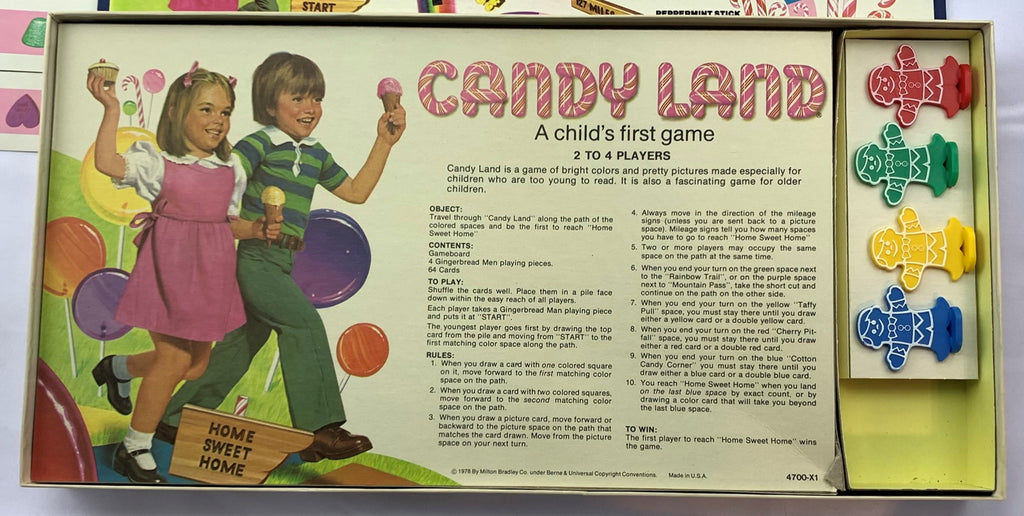 START
127 MILES
PEPPERMINT STICK
CANDY LAND
A child's first game
2 TO 4 PLAYERS
Candy Land is a game of bright colors and pretty pictures made especially for
children who are too young to read. It is also a fascinating game for older
children.
OBJECT:
Travel through "Candy Land" along the path of the
colored spaces and be the first to reach "Home
Sweet Home"
CONTENTS:
Gameboard
4 Gingerbread Men playing pieces.
64 Cards
TO PLAY:
Shuffle the cards well. Place them in a pile face
down within the easy reach of all players.
Each player takes a Gingerbread Man playing piece
and puts it at "START".
The youngest player goes first by drawing the top
card from the pile and moving from "START" to the
first matching color space along the path.
RULES:
1. When you draw a card with one colored square
on it, move forward to the first matching color
space on the path.
2. When you draw a card with two colored squares,
move forward to the second matching color
space on the path.
3. When you draw a picture card, move forward or
backward to the picture space on the path that
matches the card drawn. Move from the picture
space on your next turn.
4. Always move in the direction of the mileage
signs (unless you are sent back to a picture
space). Mileage signs tell you how many spaces
you have to go to reach "Home Sweet Home"
5. Two or more players may occupy the same
space on the path at the same time.
6. When you end your turn on the green space next
to the "Rainbow Trail", or on the purple space
next to "Mountain Pass", take the short cut and
continue on the path on the other side.
7. When you end your turn on the yellow "Taffy
Pull" space, you must stay there until you draw
either a yellow card or a double yellow card.
8. When you end your turn on the red "Cherry Pit-
fall" space, you must stay there until you draw
either a red card or a double red card.
9. When you end your turn on the blue "Cotton
Candy Corner" you must stay there until you
draw either a blue card or a double blue card.
10. You reach "Home Sweet Home" when you land
on the last blue space by exact count, or by
drawing a color card that will take you beyond
the last blue space.
TO WIN:
The first player to reach "Home Sweet Home" wins
the game.
HOME
SWEET
HOME
© 1978 By Milton Bradley Co. under Berne & Universal Copyright Conventions. Made in U.S.A. 4700-X1